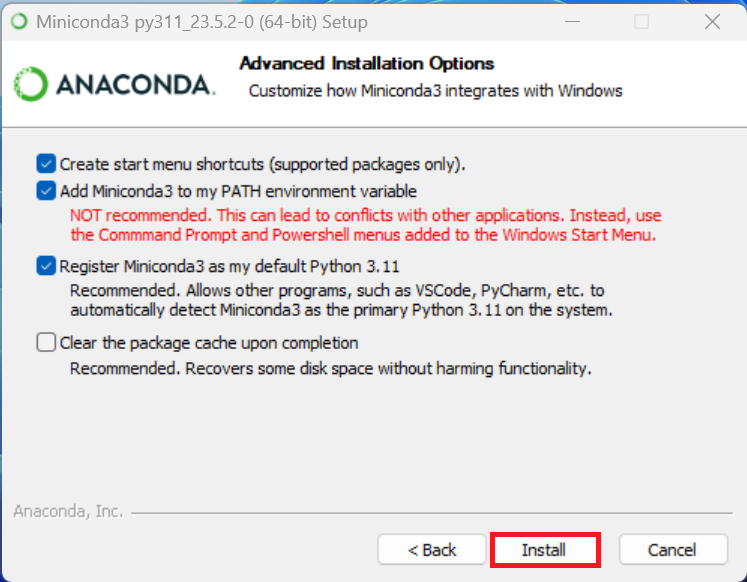 Miniconda3 py311_23.5.2-0 (64-bit) Setup
ANACONDA.
Advanced Installation Options
Customize how Miniconda3 integrates with Windows
Create start menu shortcuts (supported packages only).
Add Miniconda3 to my PATH environment variable
NOT recommended. This can lead to conflicts with other applications. Instead, use
the Commmand Prompt and Powershell menus added to the Windows Start Menu.
Register Miniconda3 as my default Python 3.11
Recommended. Allows other programs, such as VSCode, PyCharm, etc. to
automatically detect Miniconda3 as the primary Python 3.11 on the system.
Clear the package cache upon completion
Recommended. Recovers some disk space without harming functionality.
Anaconda, Inc.
< Back
Install
Cancel